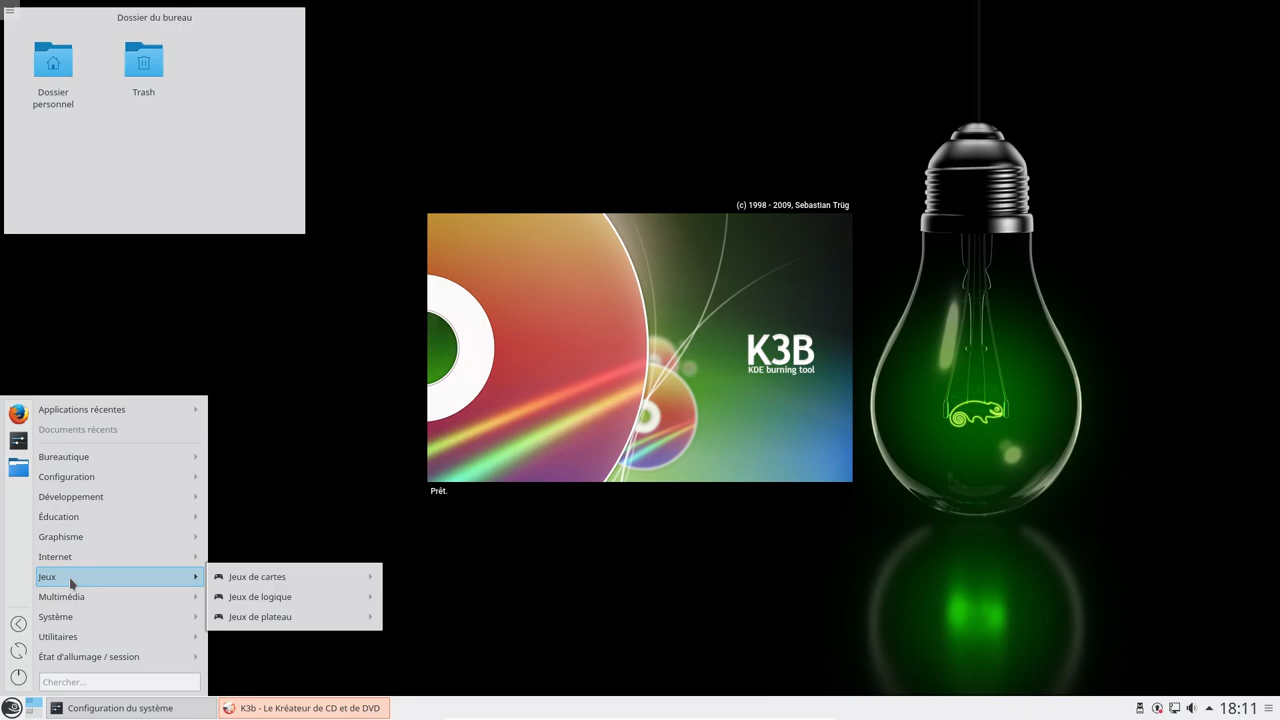 Dossier du bureau
Dossier
personnel
Trash
(c) 1998 - 2009, Sebastian Trüg
K3B
KDE burning tool
Prêt.
Applications récentes
Documents récents
Bureautique
Configuration
Développement
Éducation
Graphisme
Internet
Jeux
Multimédia
Système
Utilitaires
État d'allumage / session
Chercher...
Jeux de cartes
Jeux de logique
Jeux de plateau
Configuration du système
K3b - Le Kréateur de CD et de DVD
18:11